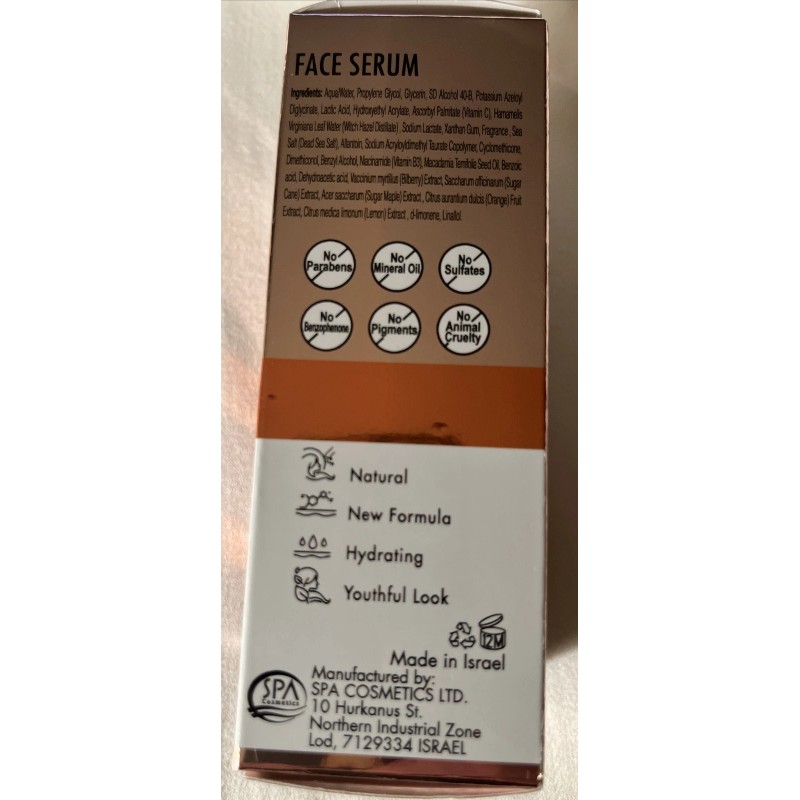 FACE SERUM
Ingredients: Aqua/Water, Propylene Glycol, Glycerin, SD Alcohol 40-B, Potassium Azeloyl
Diglycinate, Lactic Acid, Hydroxyethyl Acrylate, Ascorbyl Palmitate (Vitamin C), Hamamelis
Virginiana Leaf Water (Witch Hazel Distillate) , Sodium Lactate, Xanthan Gum, Fragrance , Sea
Salt (Dead Sea Salt), Allantoin, Sodium Acryloyldimethyl Taurate Copolymer, Cyclomethicone,
Dimethiconol, Benzyl Alcohol, Niacinamide (Vitamin B3), Macadamia Ternifolia Seed Oil, Benzoic
acid, Dehydroacetic acid, Vaccinium myrtillus (Bilberry) Extract, Saccharum officinarum (Sugar
Cane) Extract, Acer saccharum (Sugar Maple) Extract , Citrus aurantium dulcis (Orange) Fruit
Extract, Citrus medica limonum (Lemon) Extract , d-limonene, Linallol.
No Parabens
No Mineral Oil
No Sulfates
No Benzophenone
No Pigments
No Animal Cruelty
Natural
New Formula
Hydrating
Youthful Look
12M
Made in Israel
SPA
Cosmetics
Manufactured by:
SPA COSMETICS LTD.
10 Hurkanus St.
Northern Industrial Zone
Lod, 7129334 ISRAEL